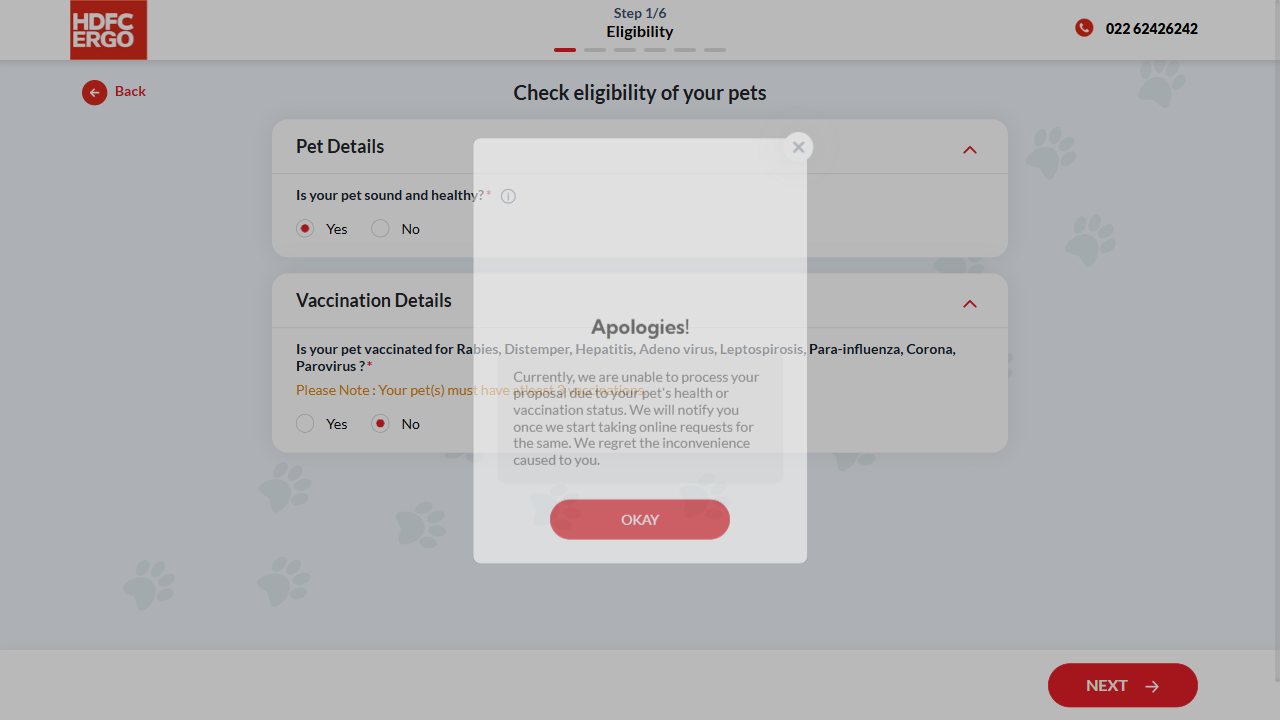 HDFC
ERGO
Step 1/6
Eligibility
022 62426242
Back
Check eligibility of your pets
Pet Details
Is your pet sound and healthy?*
Yes
No
Vaccination Details
Is your pet vaccinated for Rabies, Distemper, Hepatitis, Adeno virus, Leptospirosis, Para-influenza, Corona,
Parovirus ?*
Please Note : Your pet(s) must have atleast 2 vaccinations
Yes
No
Apologies!
Currently, we are unable to process your
proposal due to your pet's health or
vaccination status. We will notify you
once we start taking online requests for
the same. We regret the inconvenience
caused to you.
OKAY
NEXT